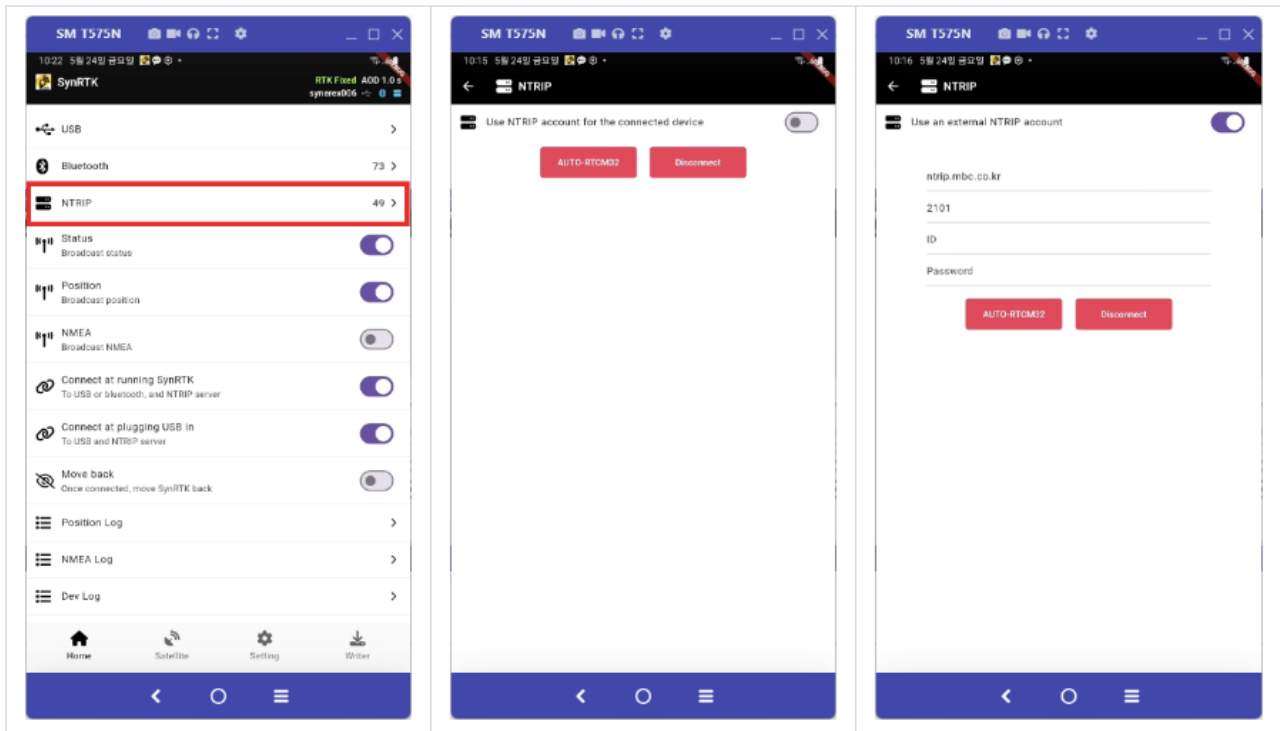 SM T575N
10:22 5월 24일 금요일
SynRTK
RTK Fixed AOD 1.0 s
synerex006
USB
Bluetooth 73
NTRIP 49
Status
Broadcast status
Position
Broadcast position
NMEA
Broadcast NMEA
Connect at running SynRTK
To USB or bluetooth, and NTRIP server
Connect at plugging USB in
To USB and NTRIP server
Move back
Once connected, move SynRTK back
Position Log
NMEA Log
Dev Log
Home Satellite Setting Writer
SM T575N
10:15 5월 24일 금요일
NTRIP
Use NTRIP account for the connected device
AUTO-RTCM32 Disconnect
SM T575N
10:16 5월 24일 금요일
NTRIP
Use an external NTRIP account
ntrip.mbc.co.kr
2101
ID
Password
AUTO-RTCM32 Disconnect